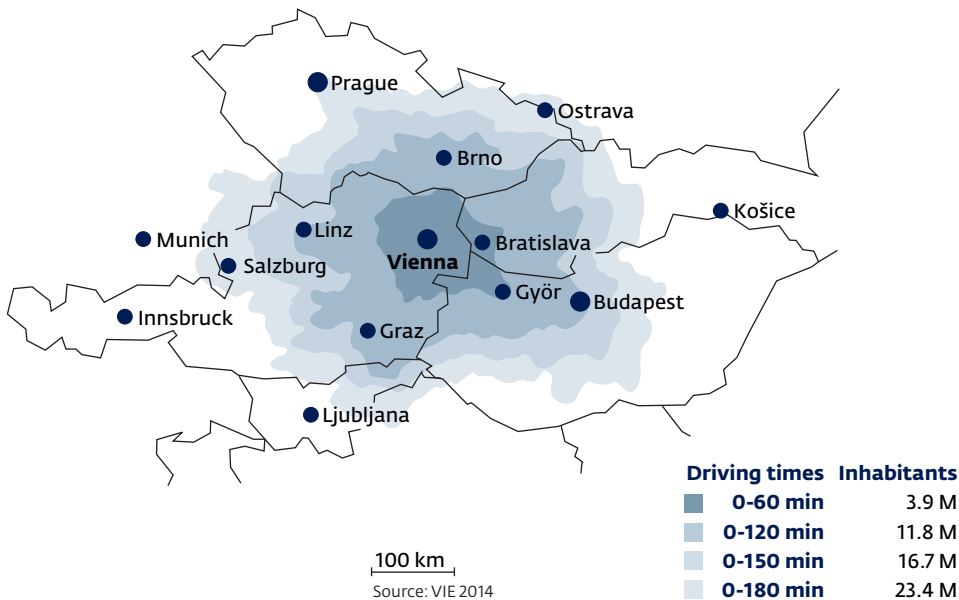 Prague
Ostrava
Brno
Košice
Linz
Munich
Bratislava
Vienna
Salzburg
Györ
Budapest
Innsbruck
Graz
Ljubljana
Driving times Inhabitants
0-60 min 3.9 M
0-120 min 11.8 M
0-150 min 16.7 M
0-180 min 23.4 M
100 km
Source: VIE 2014